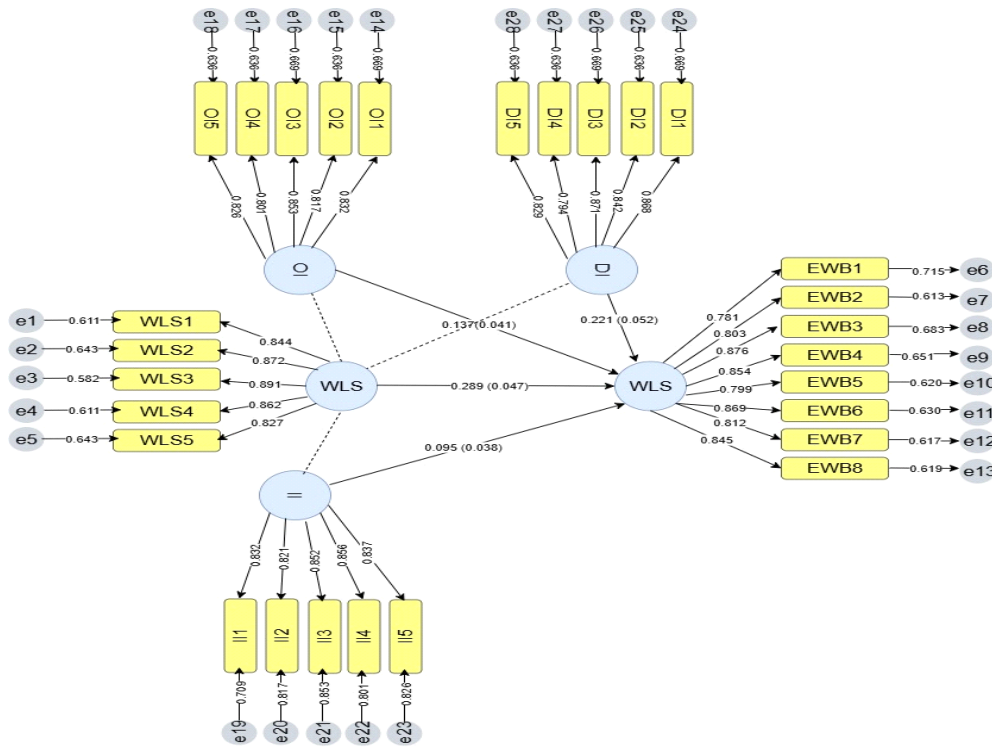 e18 e17 e16 e15 e14
0.636 0.636 0.669 0.636 0.669
OI5 OI4 OI3 OI2 OI1
0.826 0.801 0.853 0.817 0.832
OI
e28 e27 e26 e25 e24
0.636 0.636 0.669 0.636 0.669
DI5 DI4 DI3 DI2 DI1
0.829 0.794 0.871 0.842 0.868
DI
0.137(0.041)
0.221 (0.052)
e1 0.611 WLS1 0.844
e2 0.643 WLS2 0.872
e3 0.582 WLS3 0.891
e4 0.611 WLS4 0.862
e5 0.643 WLS5 0.827
WLS
0.289 (0.047)
WLS
0.095 (0.038)
0.781 EWB1 0.715 e6
0.803 EWB2 0.613 e7
0.876 EWB3 0.683 e8
0.854 EWB4 0.651 e9
0.799 EWB5 0.620 e10
0.869 EWB6 0.630 e11
0.812 EWB7 0.617 e12
0.845 EWB8 0.619 e13
II
0.832 0.821 0.852 0.856 0.837
II1 II2 II3 II4 II5
0.709 0.817 0.853 0.801 0.826
e19 e20 e21 e22 e23